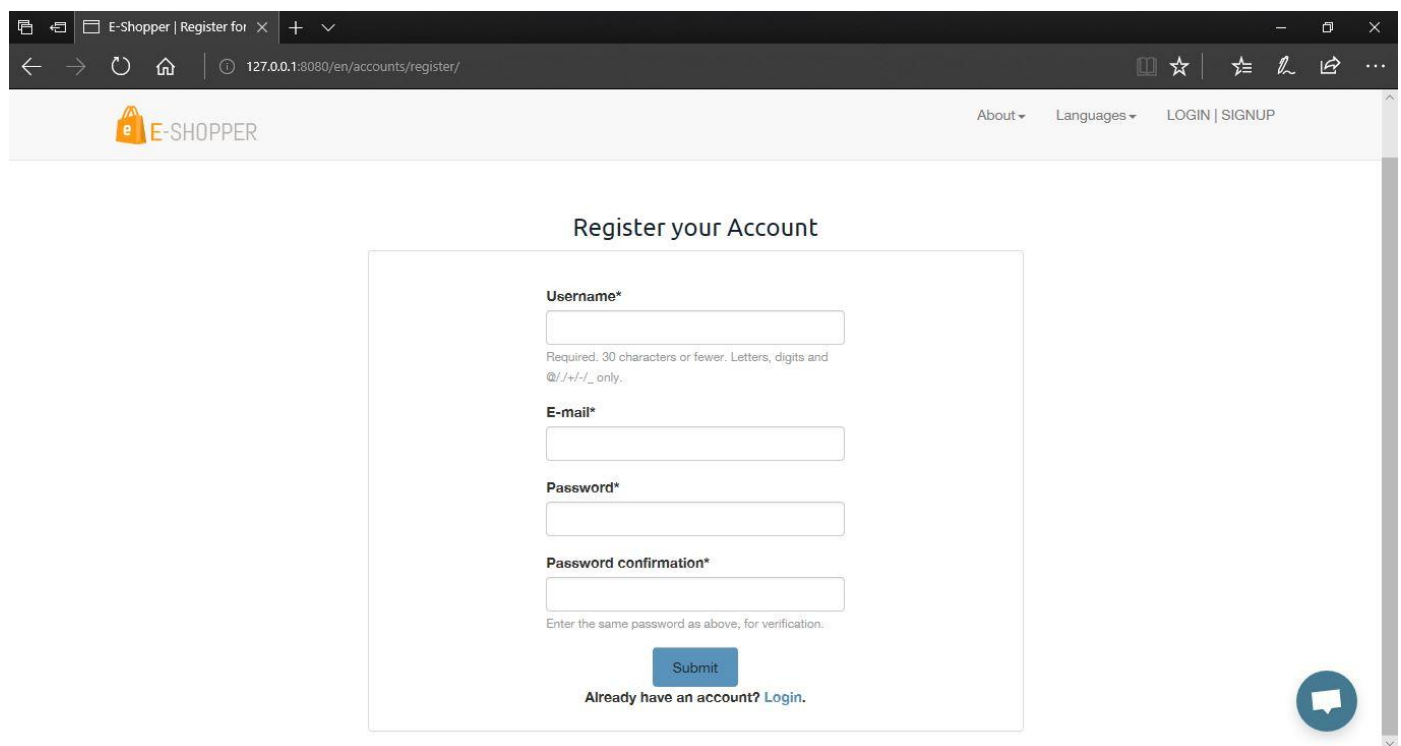 E-Shopper | Register for
127.0.0.1:8080/en/accounts/register/
e E-SHOPPER
About Languages LOGIN | SIGNUP
Register your Account
Username*
Required. 30 characters or fewer. Letters, digits and
@/./+/-/_ only.
E-mail*
Password*
Password confirmation*
Enter the same password as above, for verification.
Submit
Already have an account? Login.